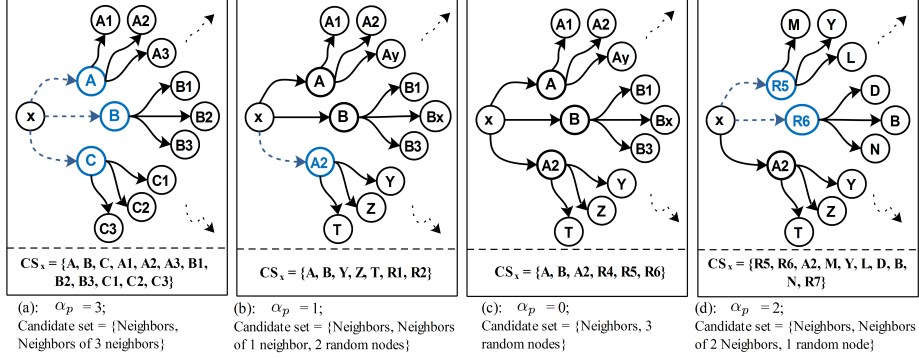 A1 A2 A3
A
B1
x B B2
B3
C
C1
C2
C3
CSx = {A, B, C, A1, A2, A3, B1,
B2, B3, C1, C2, C3}
(a): αp =3;
Candidate set = {Neighbors,
Neighbors of 3 neighbors}
A1 A2
Ay
A
B1
x B Bx
B3
A2
Y
Z
T
CSx = {A, B, Y, Z, T, R1, R2}
(b): αp =1;
Candidate set = {Neighbors, Neighbors
of 1 neighbor, 2 random nodes}
A1 A2
Ay
A
B1
x B Bx
B3
A2
Y
Z
T
CSx = {A, B, A2, R4, R5, R6}
(c): αp =0;
Candidate set = {Neighbors, 3
random nodes}
M Y
L
R5
D
x R6 B
N
A2
Y
Z
T
CSx = {R5, R6, A2, M, Y, L, D, B,
N, R7}
(d): αp =2;
Candidate set = {Neighbors, Neighbors
of 2 Neighbors, 1 random node}